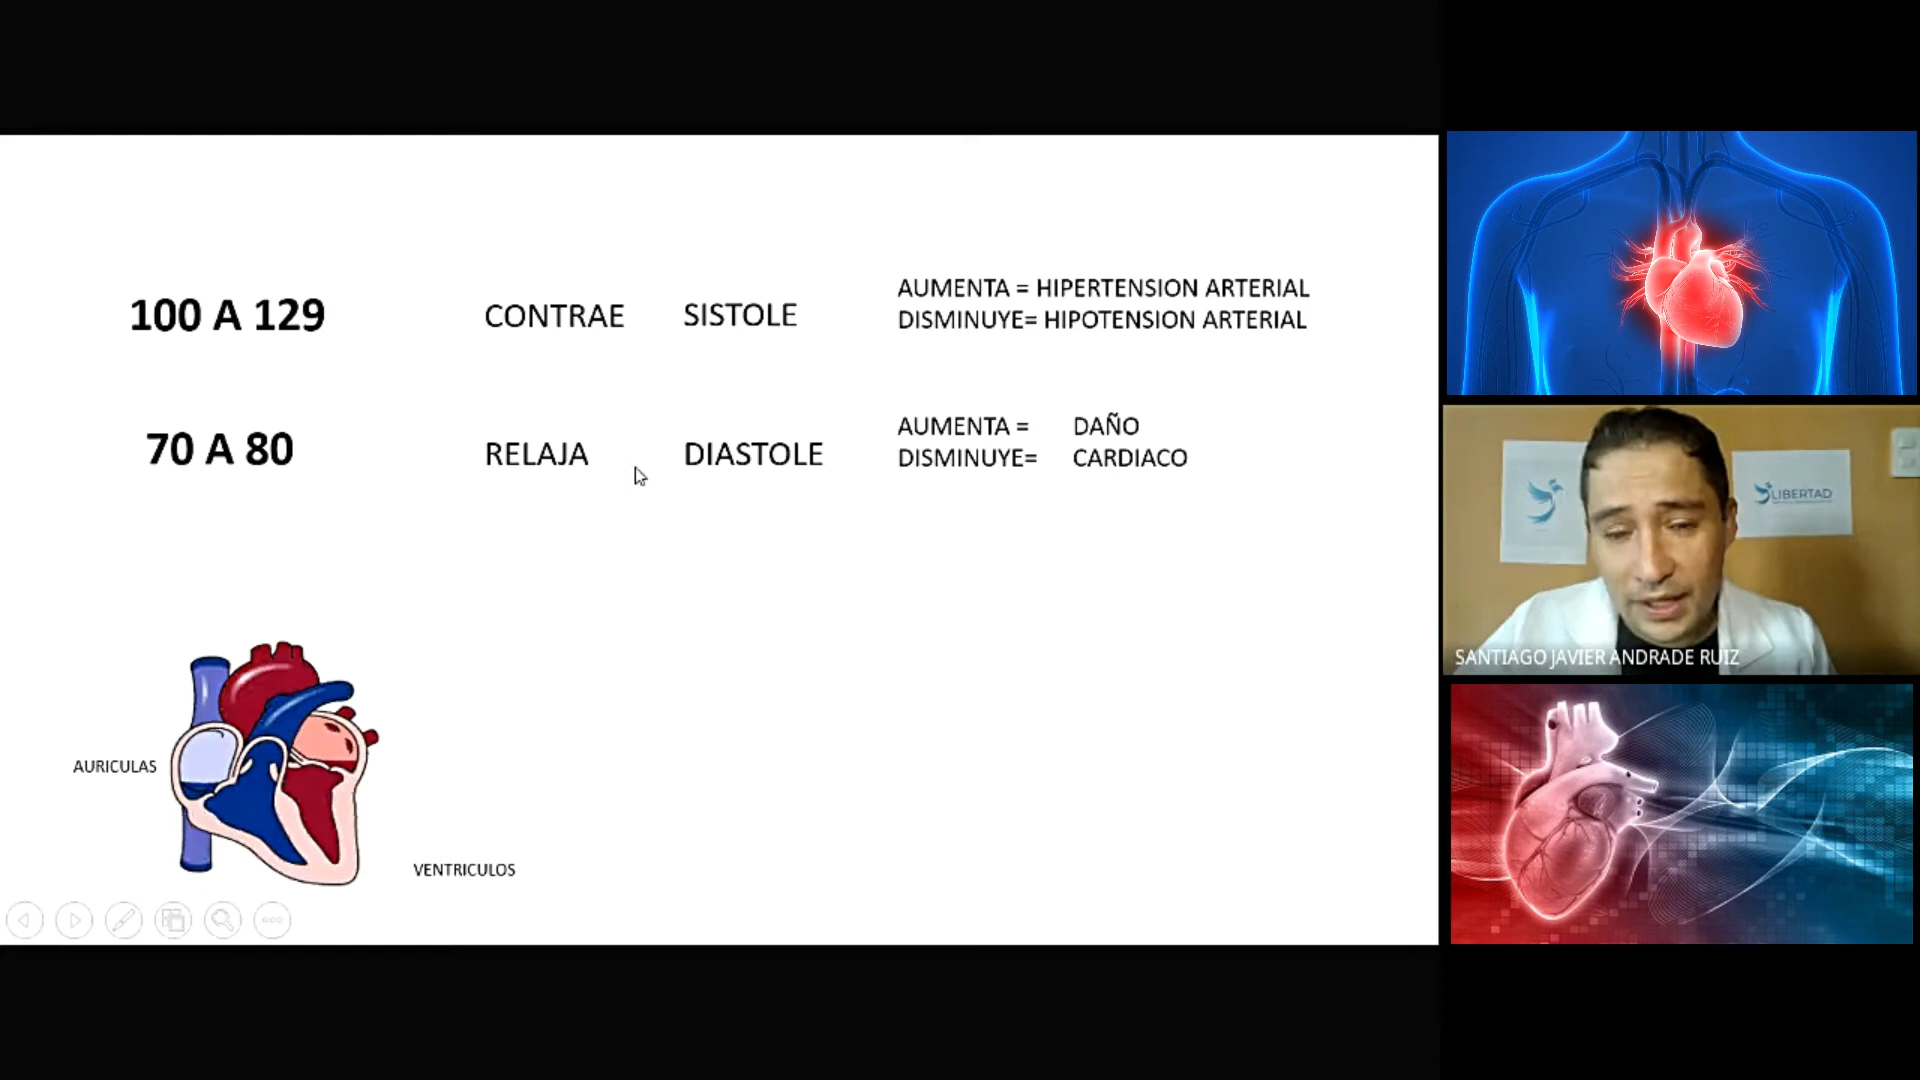 100 A 129
CONTRAE
SISTOLE
AUMENTA = HIPERTENSION ARTERIAL
DISMINUYE= HIPOTENSION ARTERIAL
70 A 80
RELAJA
DIASTOLE
AUMENTA = DAÑO
DISMINUYE= CARDIACO
AURICULAS
VENTRICULOS
LIBERTAD
SANTIAGO JAVIER ANDRADE RUIZ